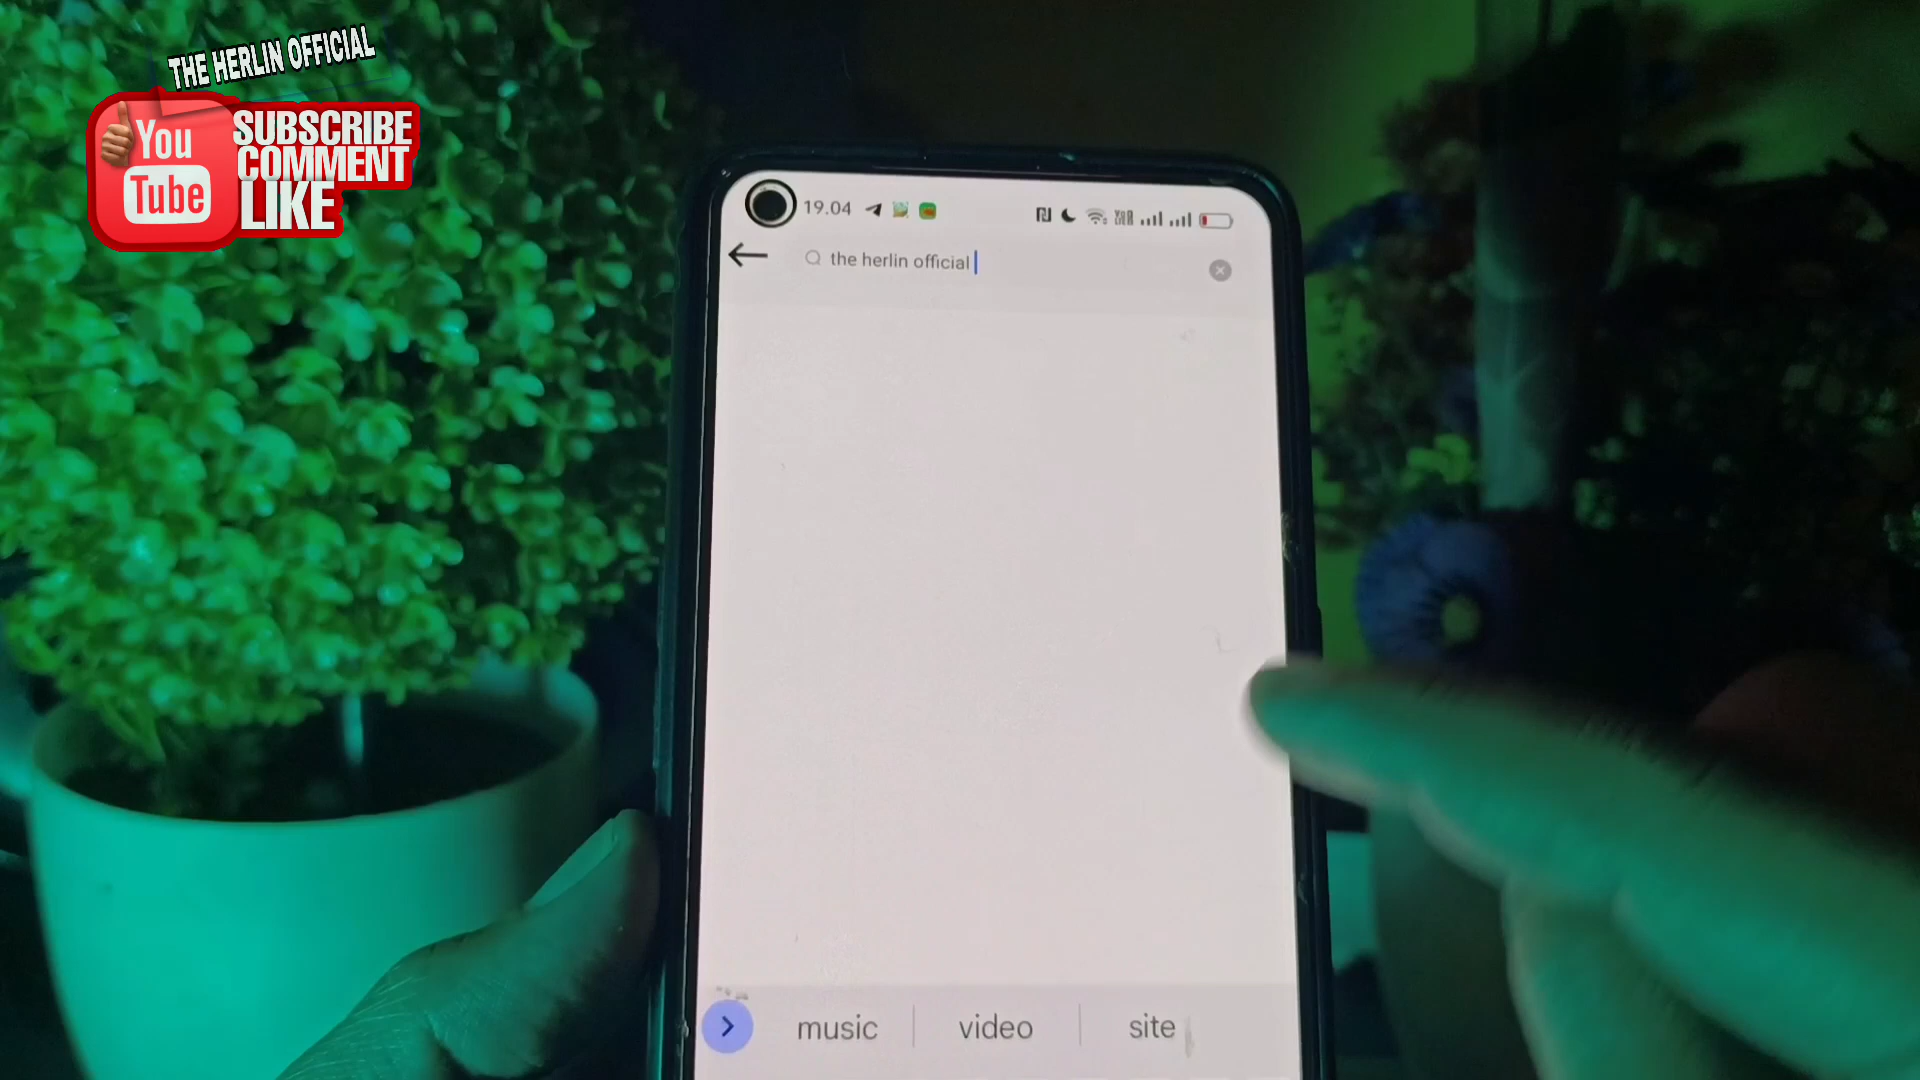 THE HERLIN OFFICIAL
You
Tube
SUBSCRIBE
COMMENT
LIKE
19.04
the herlin official
music
video
site